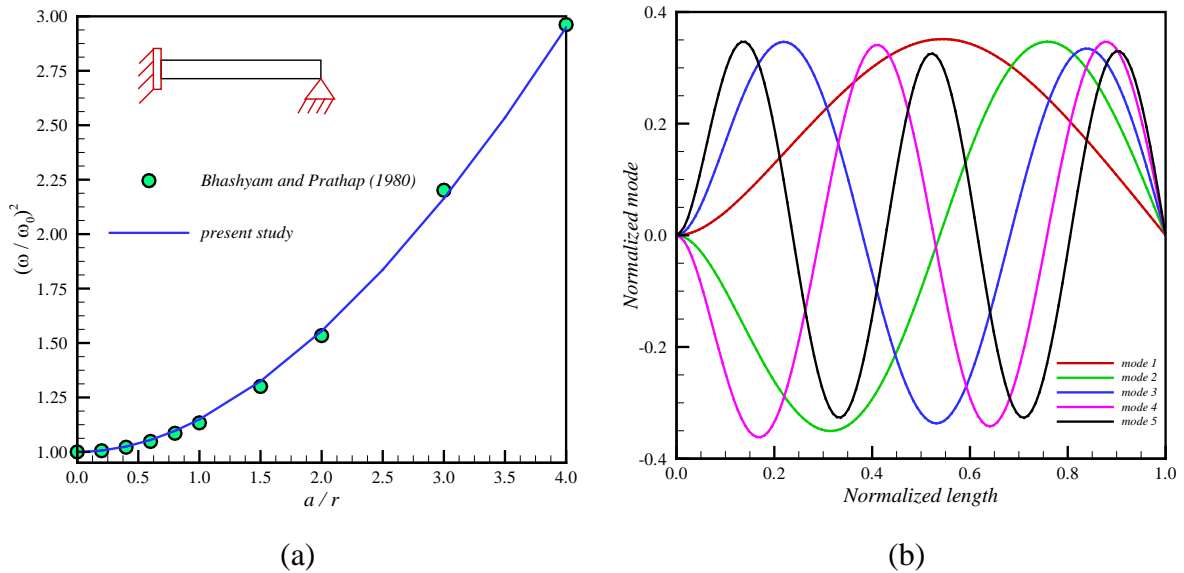 3.00
2.75
2.50
2.25
2.00
1.75
1.50
1.25
1.00
(ω / ω0)²
Bhashyam and Prathap (1980)
present study
0.0 0.5 1.0 1.5 2.0 2.5 3.0 3.5 4.0
a / r
(a)
0.4
0.2
0.0
-0.2
-0.4
Normalized mode
mode 1
mode 2
mode 3
mode 4
mode 5
0.0 0.2 0.4 0.6 0.8 1.0
Normalized length
(b)